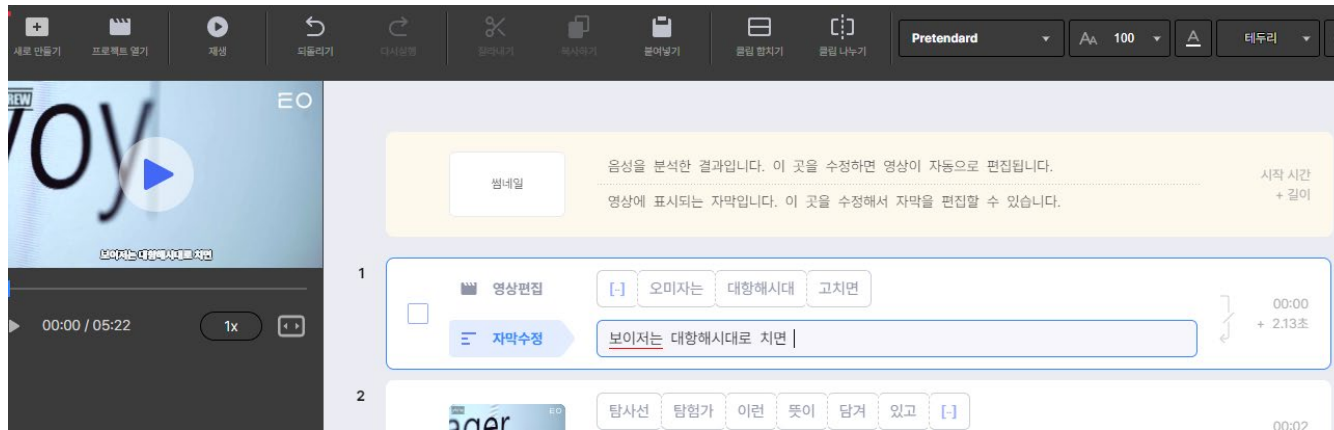 새로 만들기 프로젝트 열기 재생 되돌리기 다시실행 잘라내기 복사하기 붙여넣기 클립 합치기 클립 나누기 Pretendard 100 테두리
REW
EO
voy
보이저는 대항해시대로 치면
00:00 / 05:22 1x
썸네일
음성을 분석한 결과입니다. 이 곳을 수정하면 영상이 자동으로 편집됩니다.
영상에 표시되는 자막입니다. 이 곳을 수정해서 자막을 편집할 수 있습니다.
시작 시간
+ 길이
1
영상편집 [-] 오미자는 대항해시대 고치면
자막수정 보이저는 대항해시대로 치면
00:00
+ 2.13초
2
ager
EO
탐사선 탐험가 이런 뜻이 담겨 있고 [-]
00:02